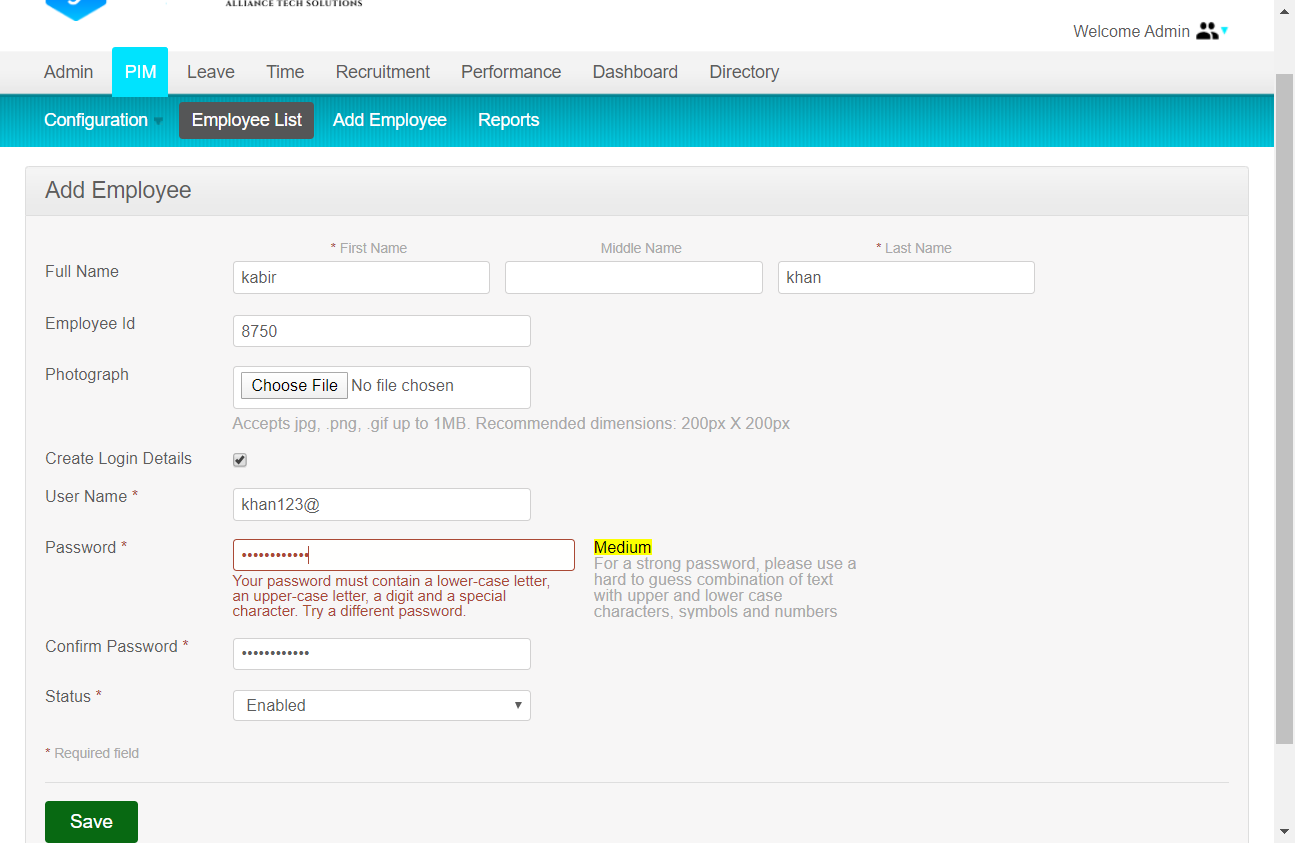 ALLIANCE TECH SOLUTIONS
Welcome Admin
Admin PIM Leave Time Recruitment Performance Dashboard Directory
Configuration Employee List Add Employee Reports
Add Employee
* First Name Middle Name * Last Name
Full Name kabir khan
Employee Id 8750
Photograph Choose File No file chosen
Accepts jpg, .png, .gif up to 1MB. Recommended dimensions: 200px X 200px
Create Login Details
User Name * khan123@
Password * ••••••••••••
Your password must contain a lower-case letter,
an upper-case letter, a digit and a special
character. Try a different password.
Medium
For a strong password, please use a
hard to guess combination of text
with upper and lower case
characters, symbols and numbers
Confirm Password * ••••••••••••
Status * Enabled
* Required field
Save